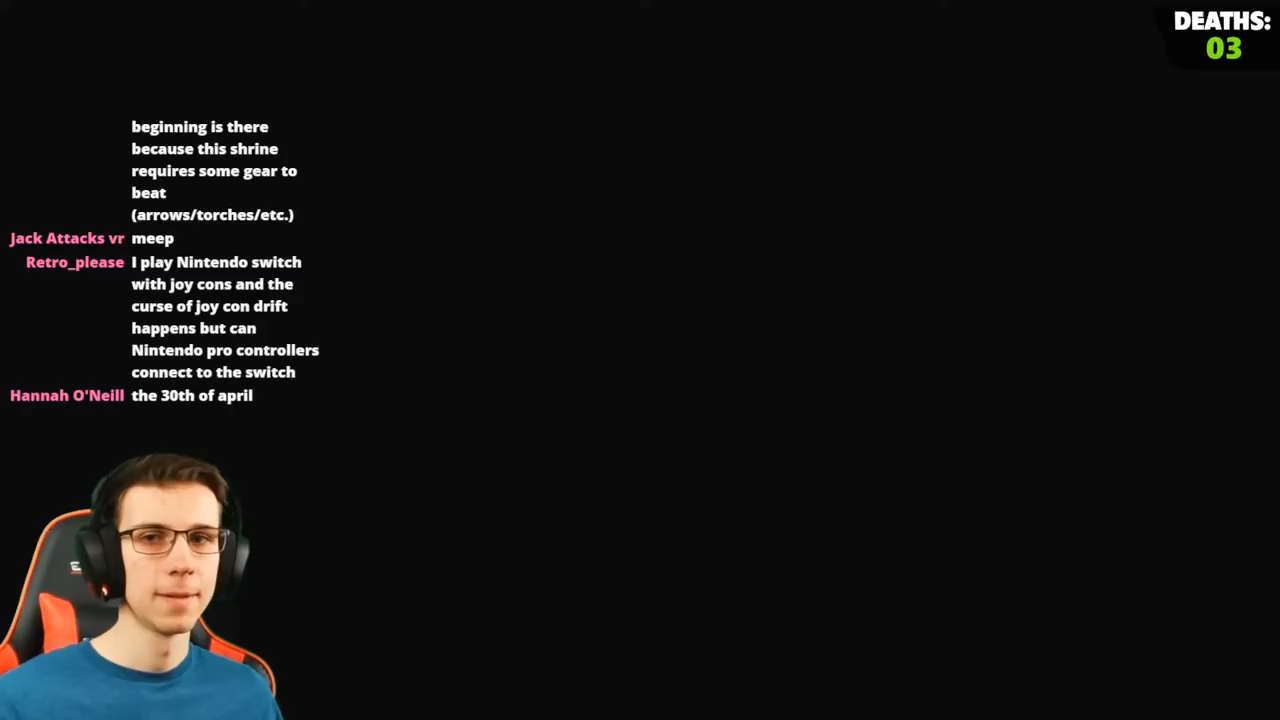 DEATHS:
03
beginning is there
because this shrine
requires some gear to
beat
(arrows/torches/etc.)
Jack Attacks vr meep
Retro_please I play Nintendo switch
with joy cons and the
curse of joy con drift
happens but can
Nintendo pro controllers
connect to the switch
Hannah O'Neill the 30th of april